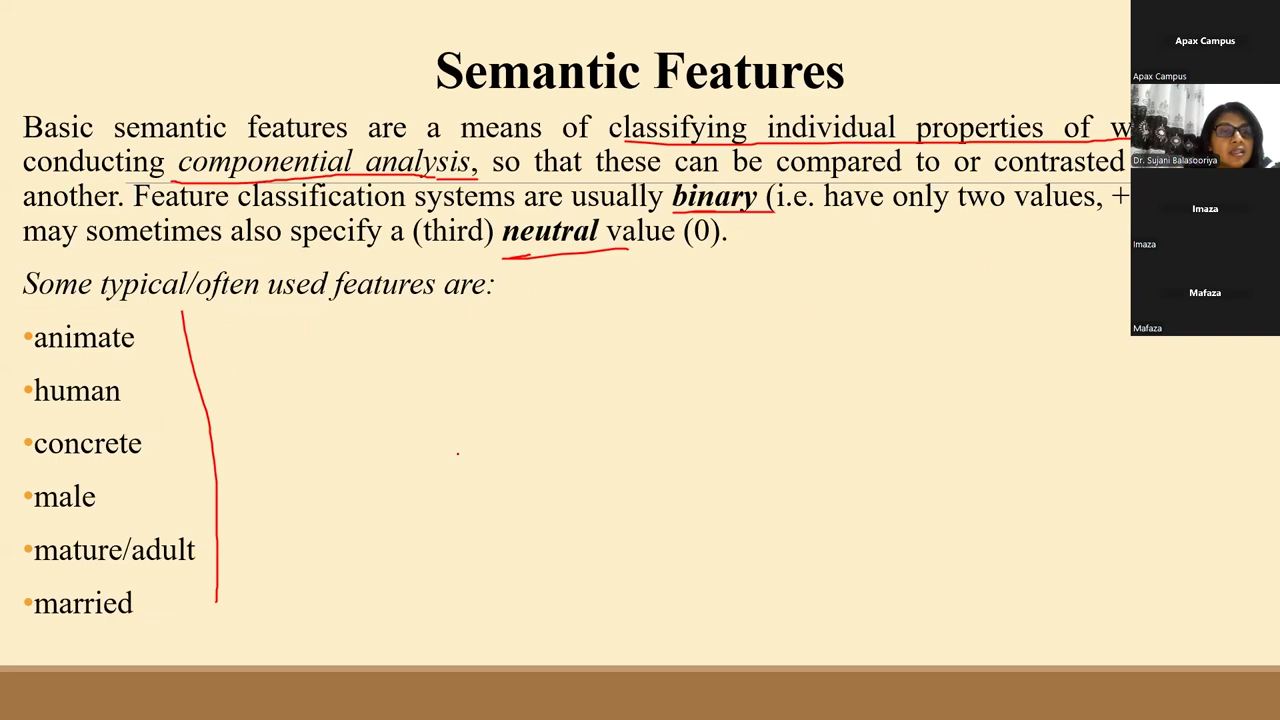 Semantic Features
Basic semantic features are a means of classifying individual properties of
conducting componential analysis, so that these can be compared to or contrasted
another. Feature classification systems are usually binary (i.e. have only two values, +
may sometimes also specify a (third) neutral value (0).
Some typical/often used features are:
•animate
•human
•concrete
•male
•mature/adult
•married
Apax Campus
Apax Campus
Dr. Sujani Balasooriya
Imaza
Imaza
Mafaza
Mafaza